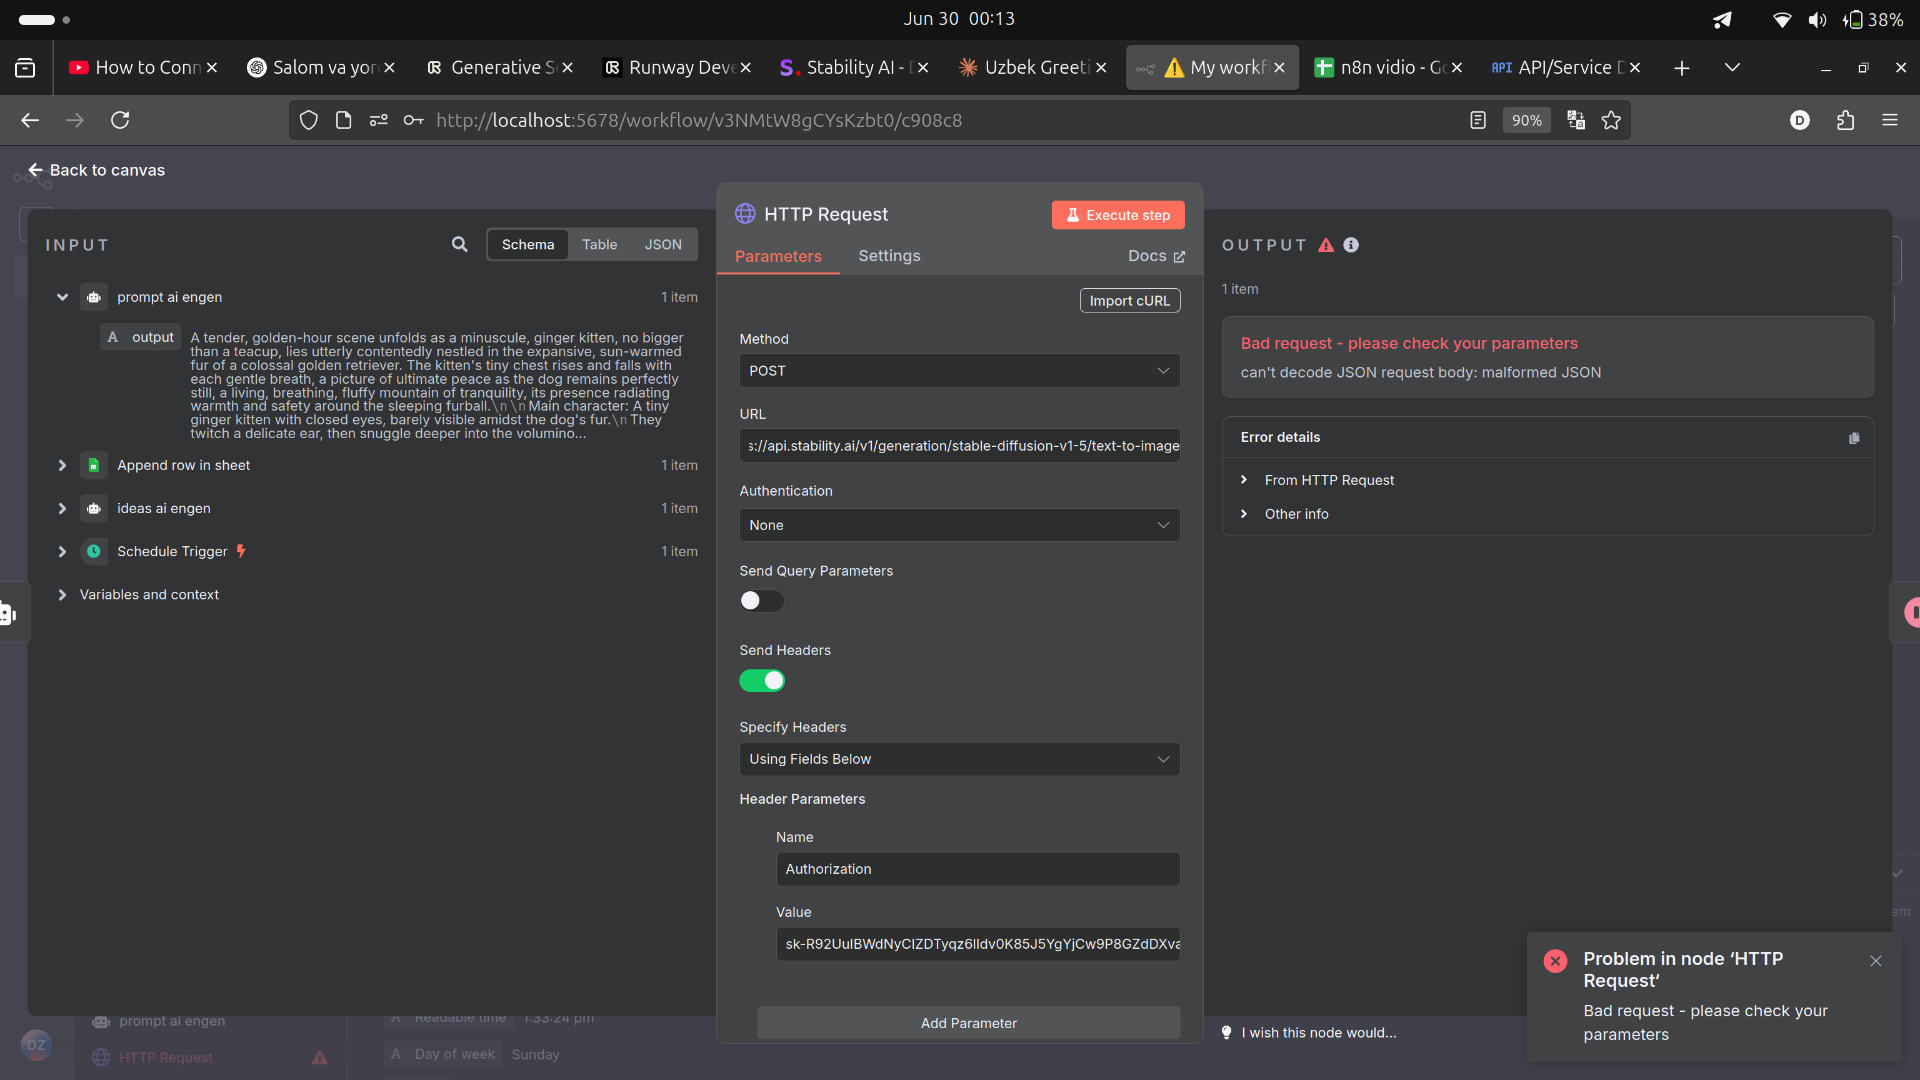 Jun 30 00:13
38%
How to Conn
Salom va yor
Generative S
Runway Dev
Stability AI -
Uzbek Greeti
My workf
n8n vidio - G
API API/Service D
http://localhost:5678/workflow/v3NMtW8gCYsKzbt0/c908c8
90%
D
Back to canvas
INPUT
Schema
Table
JSON
prompt ai engen
1 item
A output
A tender, golden-hour scene unfolds as a minuscule, ginger kitten, no bigger
than a teacup, lies utterly contentedly nestled in the expansive, sun-warmed
fur of a colossal golden retriever. The kitten's tiny chest rises and falls with
each gentle breath, a picture of ultimate peace as the dog remains perfectly
still, a living, breathing, fluffy mountain of tranquility, its presence radiating
warmth and safety around the sleeping furball.\n\nMain character: A tiny
ginger kitten with closed eyes, barely visible amidst the dog's fur.\nThey
twitch a delicate ear, then snuggle deeper into the volumino...
Append row in sheet
1 item
ideas ai engen
1 item
Schedule Trigger
1 item
Variables and context
HTTP Request
Execute step
Parameters
Settings
Docs
Import cURL
Method
POST
URL
s://api.stability.ai/v1/generation/stable-diffusion-v1-5/text-to-image
Authentication
None
Send Query Parameters
Send Headers
Specify Headers
Using Fields Below
Header Parameters
Name
Authorization
Value
Add Parameter
OUTPUT
1 item
Bad request - please check your parameters
can't decode JSON request body: malformed JSON
Error details
From HTTP Request
Other info
I wish this node would...
Problem in node ‘HTTP
Request‘
Bad request - please check your
parameters
DZ
prompt ai engen
HTTP Request
A Readable time
1:33:24 pm
A Day of week
Sunday
em